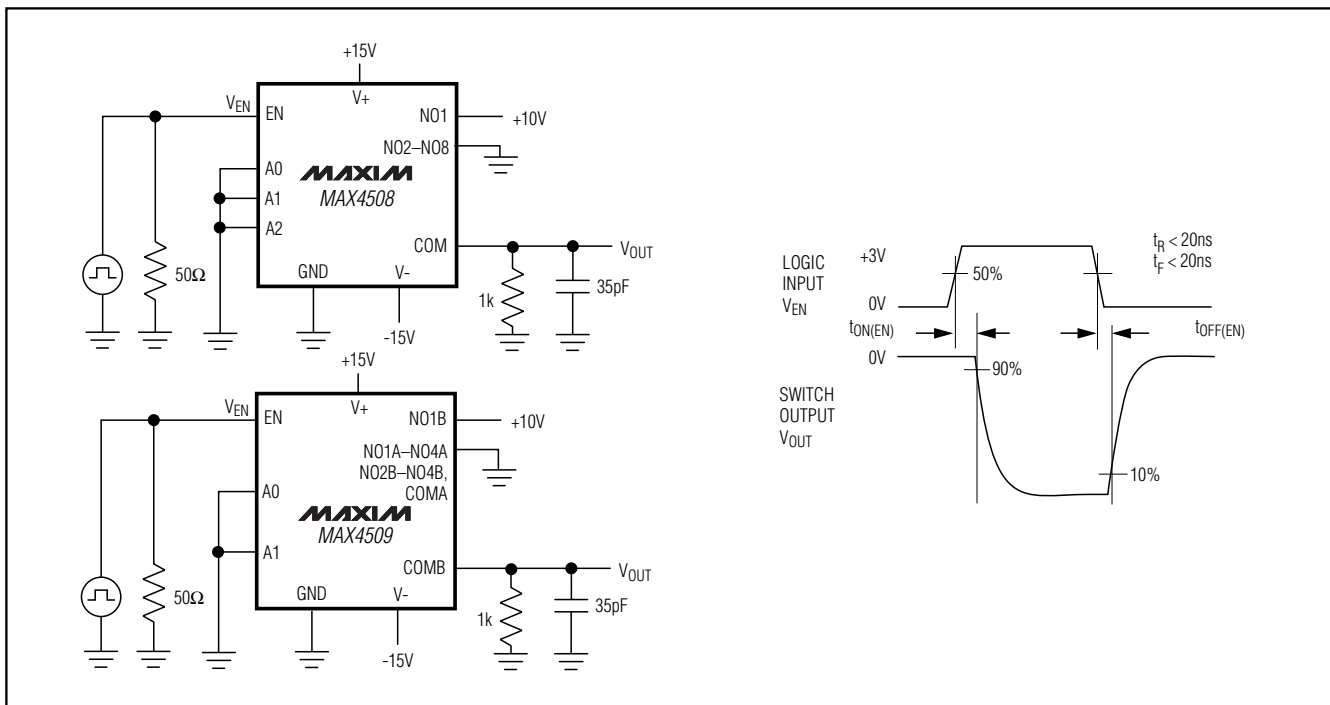 +15V
V+
VEN
EN
NO1
+10V
NO2–NO8
A0
MAXIM
A1
MAX4508
A2
COM
VOUT
50Ω
GND
V-
1k
35pF
-15V
+15V
V+
VEN
EN
NO1B
+10V
NO1A–NO4A
NO2B–NO4B,
COMA
A0
MAXIM
MAX4509
A1
COMB
VOUT
50Ω
GND
V-
1k
35pF
-15V
LOGIC
INPUT
VEN
+3V
50%
0V
tR < 20ns
tF < 20ns
tON(EN)
tOFF(EN)
0V
90%
SWITCH
OUTPUT
VOUT
10%